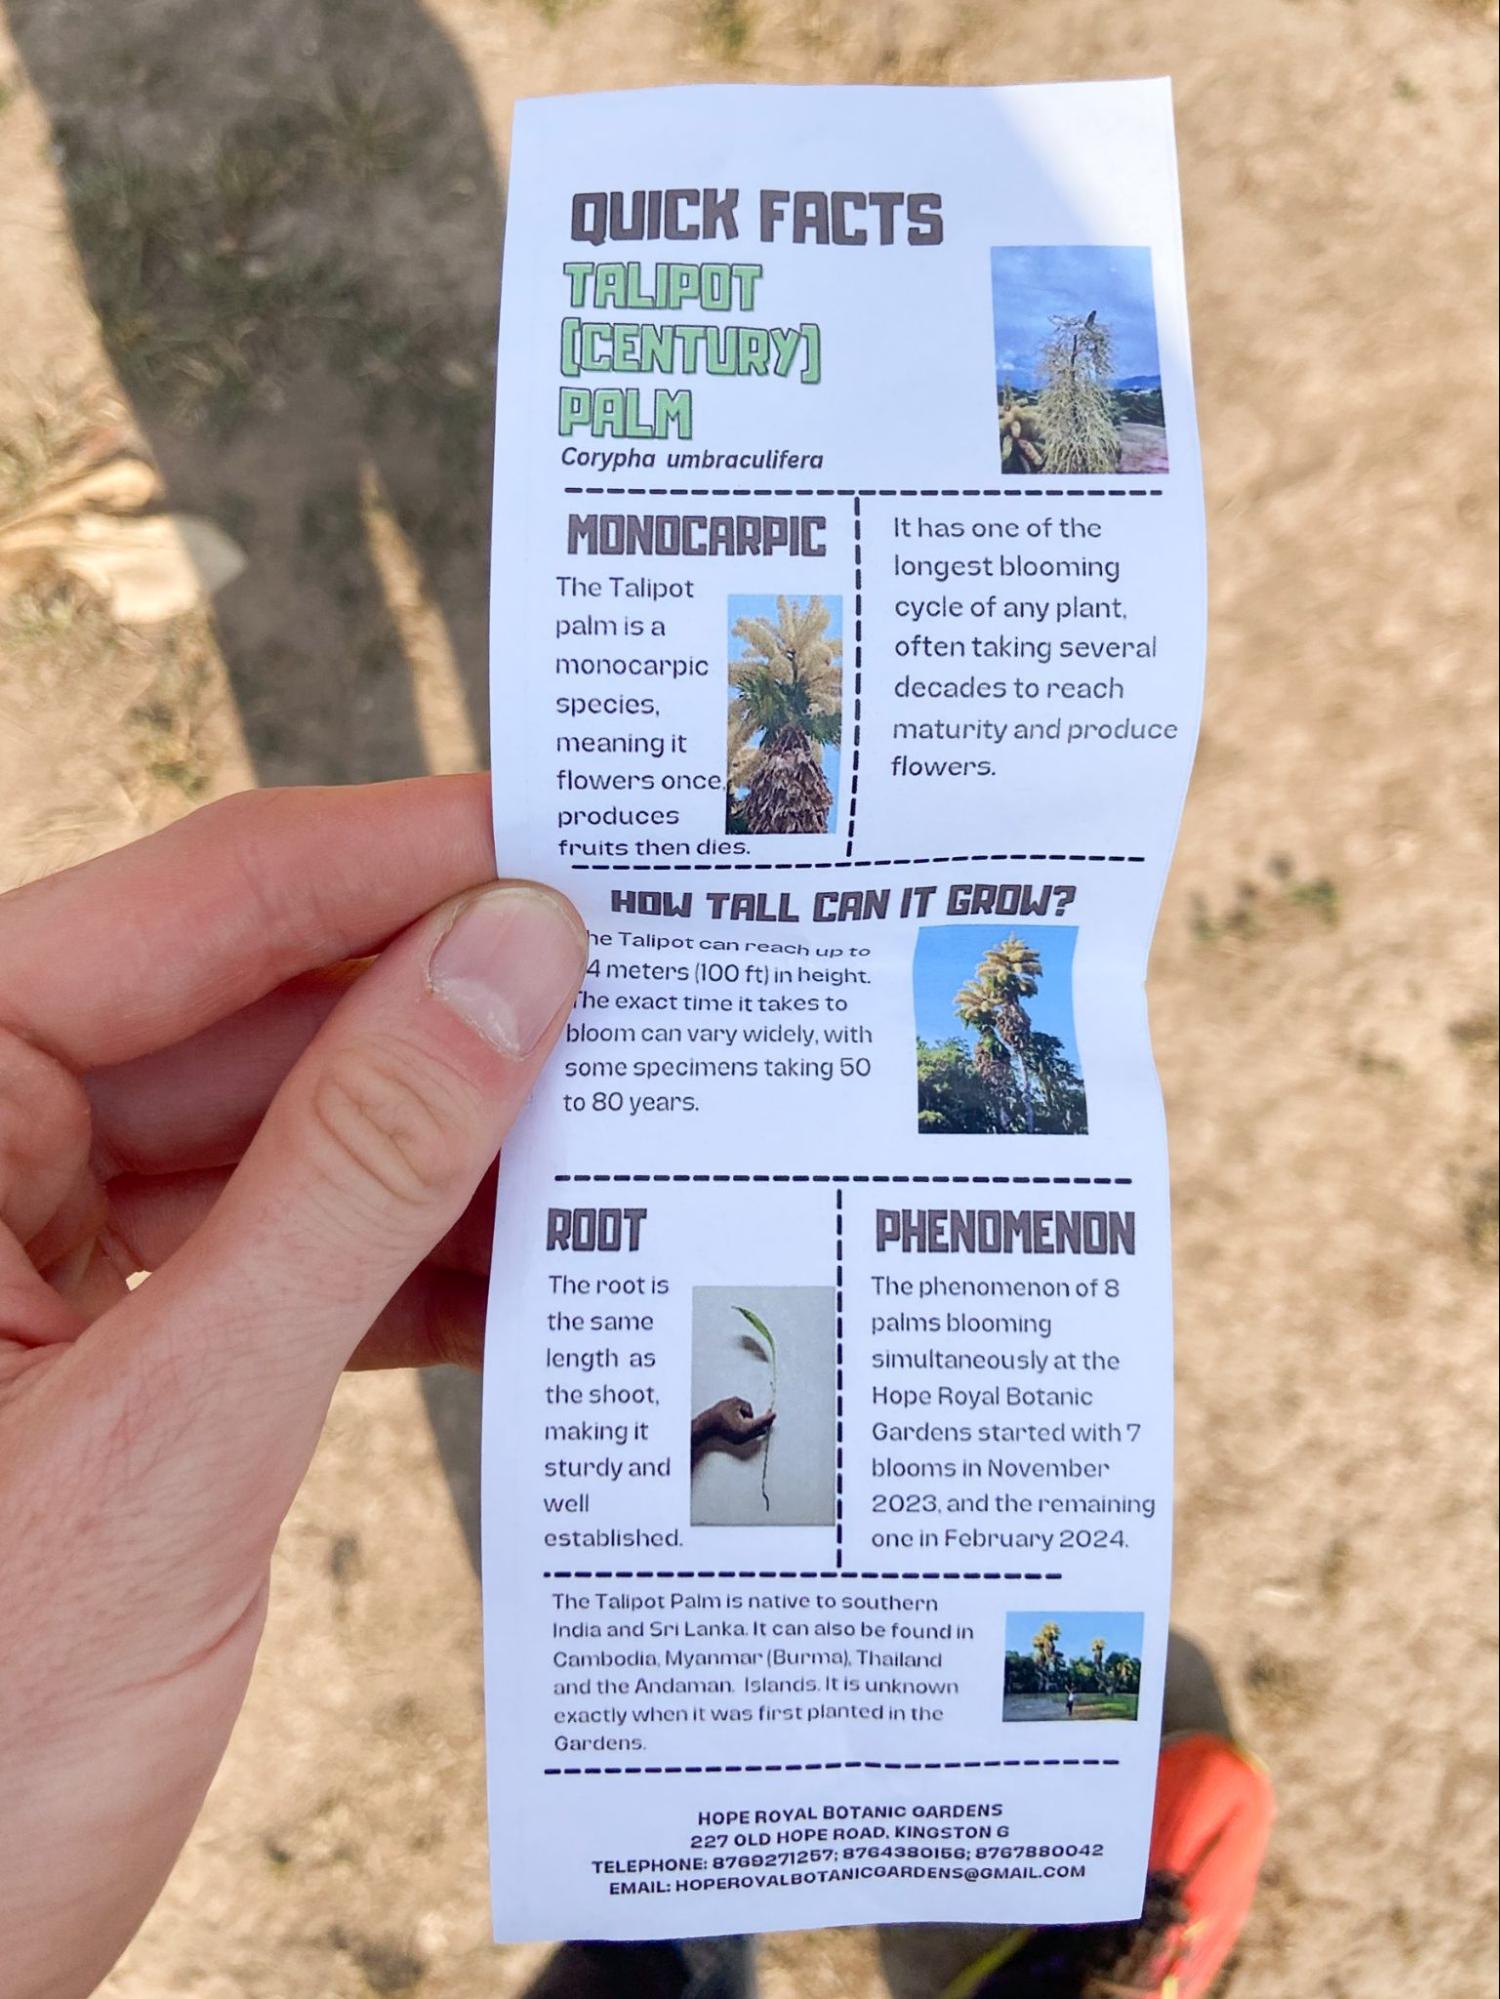 QUICK FACTS
TALIPOT
(CENTURY)
PALM
Corypha umbraculifera
MONOCARPIC
The Talipot
palm is a
monocarpic
species,
meaning it
flowers once,
produces
fruits then dies.
It has one of the
longest blooming
cycle of any plant,
often taking several
decades to reach
maturity and produce
flowers.
HOW TALL CAN IT GROW?
he Talipot can reach up to
4 meters (100 ft) in height.
The exact time it takes to
bloom can vary widely, with
some specimens taking 50
to 80 years.
ROOT
The root is
the same
length as
the shoot,
making it
sturdy and
well
established.
PHENOMENON
The phenomenon of 8
palms blooming
simultaneously at the
Hope Royal Botanic
Gardens started with 7
blooms in November
2023, and the remaining
one in February 2024.
The Talipot Palm is native to southern
India and Sri Lanka. It can also be found in
Cambodia, Myanmar (Burma), Thailand
and the Andaman. Islands. It is unknown
exactly when it was first planted in the
Gardens.
HOPE ROYAL BOTANIC GARDENS
227 OLD HOPE ROAD, KINGSTON 6
TELEPHONE: 8769271257; 8764380156; 8767880042
EMAIL: HOPEROYALBOTANICGARDENS@GMAIL.COM